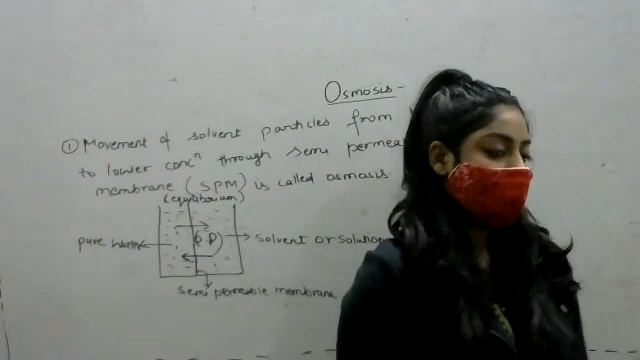 Osmosis -
① Movement of solvent particles from
to lower concⁿ through semi permea
membrane (SPM) is called osmosis.
(equilibrium)
pure
solvent or solution
semi permeable membrane